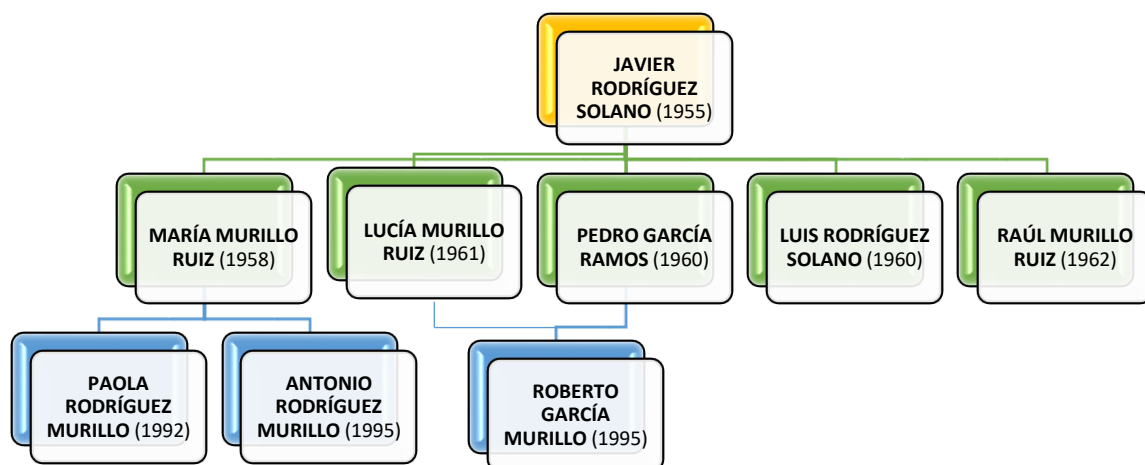 JAVIER
RODRÍGUEZ
SOLANO (1955)
MARÍA MURILLO
RUIZ (1958)
LUCÍA MURILLO
RUIZ (1961)
PEDRO GARCÍA
RAMOS (1960)
LUIS RODRÍGUEZ
SOLANO (1960)
RAÚL MURILLO
RUIZ (1962)
PAOLA
RODRÍGUEZ
MURILLO (1992)
ANTONIO
RODRÍGUEZ
MURILLO (1995)
ROBERTO
GARCÍA
MURILLO (1995)